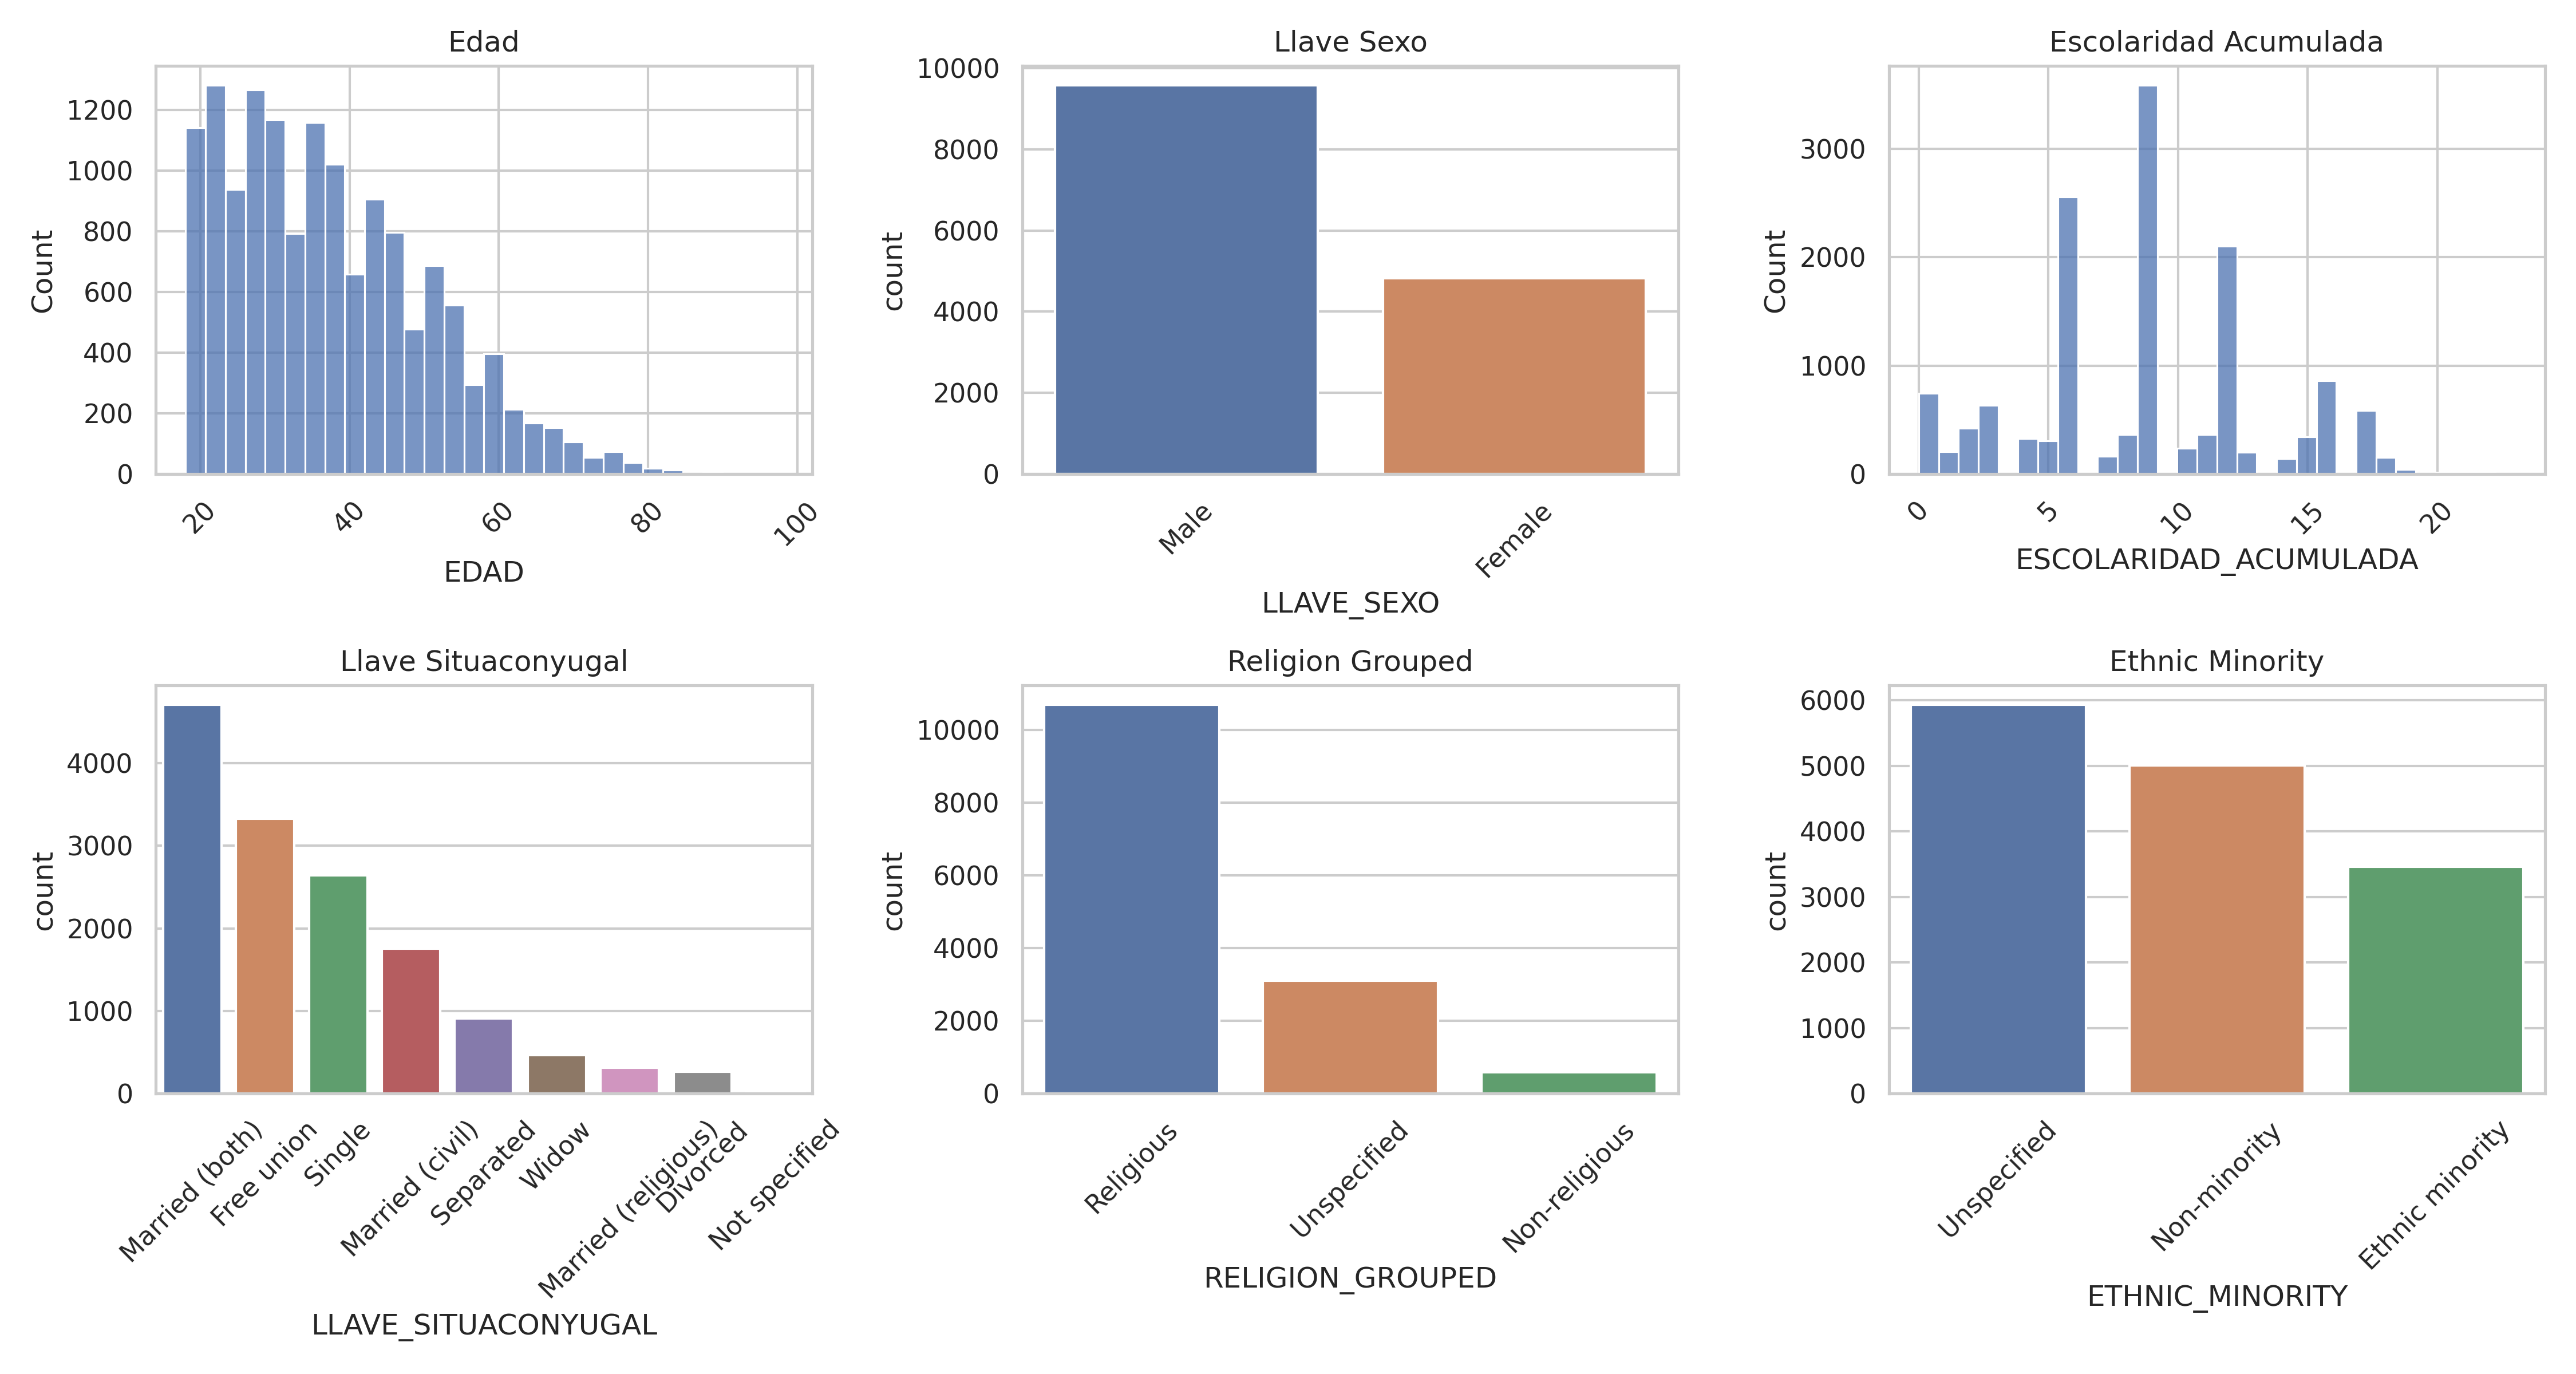 Edad
Count
1200
1000
800
600
400
200
0
20
40
60
80
100
EDAD
Llave Sexo
count
10000
8000
6000
4000
2000
0
Male
Female
LLAVE_SEXO
Escolaridad Acumulada
Count
3000
2000
1000
0
0
5
10
15
20
ESCOLARIDAD_ACUMULADA
Llave Situaconyugal
count
4000
3000
2000
1000
0
Married (both)
Free union
Single
Married (civil)
Separated
Widow
Married (religious)
Divorced
Not specified
LLAVE_SITUACONYUGAL
Religion Grouped
count
10000
8000
6000
4000
2000
0
Religious
Unspecified
Non-religious
RELIGION_GROUPED
Ethnic Minority
count
6000
5000
4000
3000
2000
1000
0
Unspecified
Non-minority
Ethnic minority
ETHNIC_MINORITY